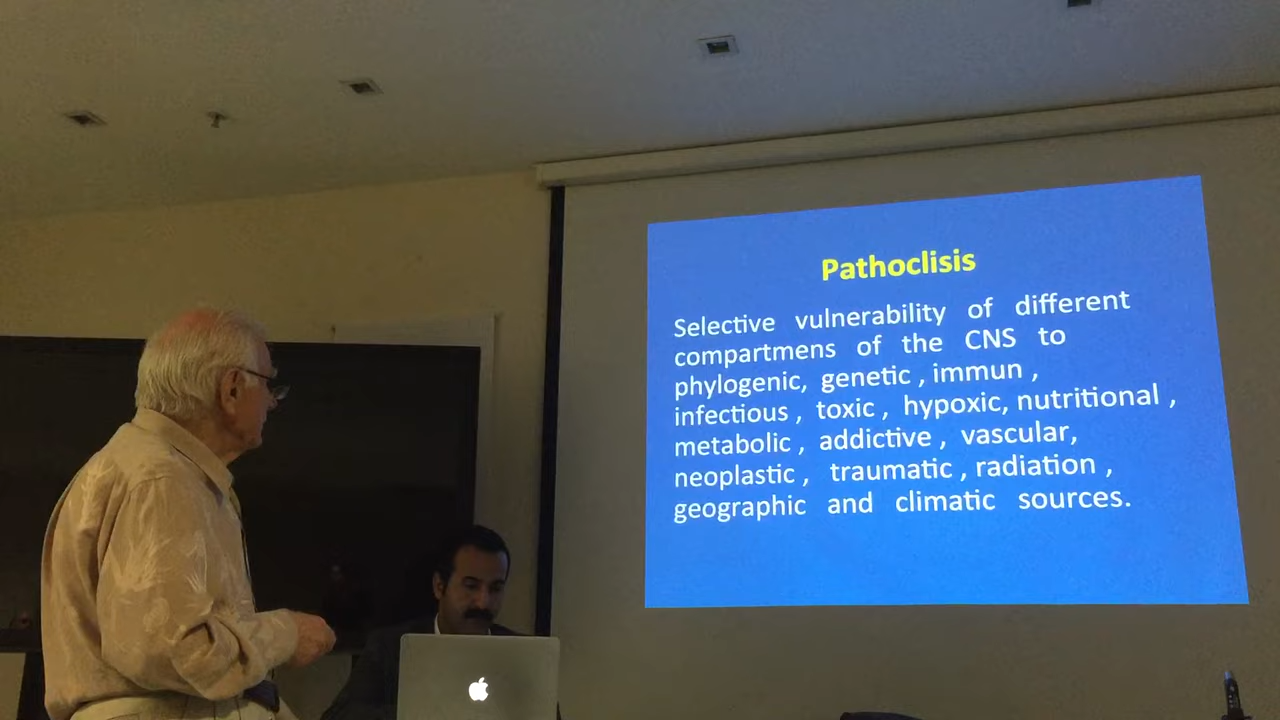 Pathoclisis
Selective vulnerability of different
compartmens of the CNS to
phylogenic, genetic , immun ,
infectious , toxic , hypoxic, nutritional ,
metabolic , addictive , vascular,
neoplastic , traumatic , radiation ,
geographic and climatic sources.